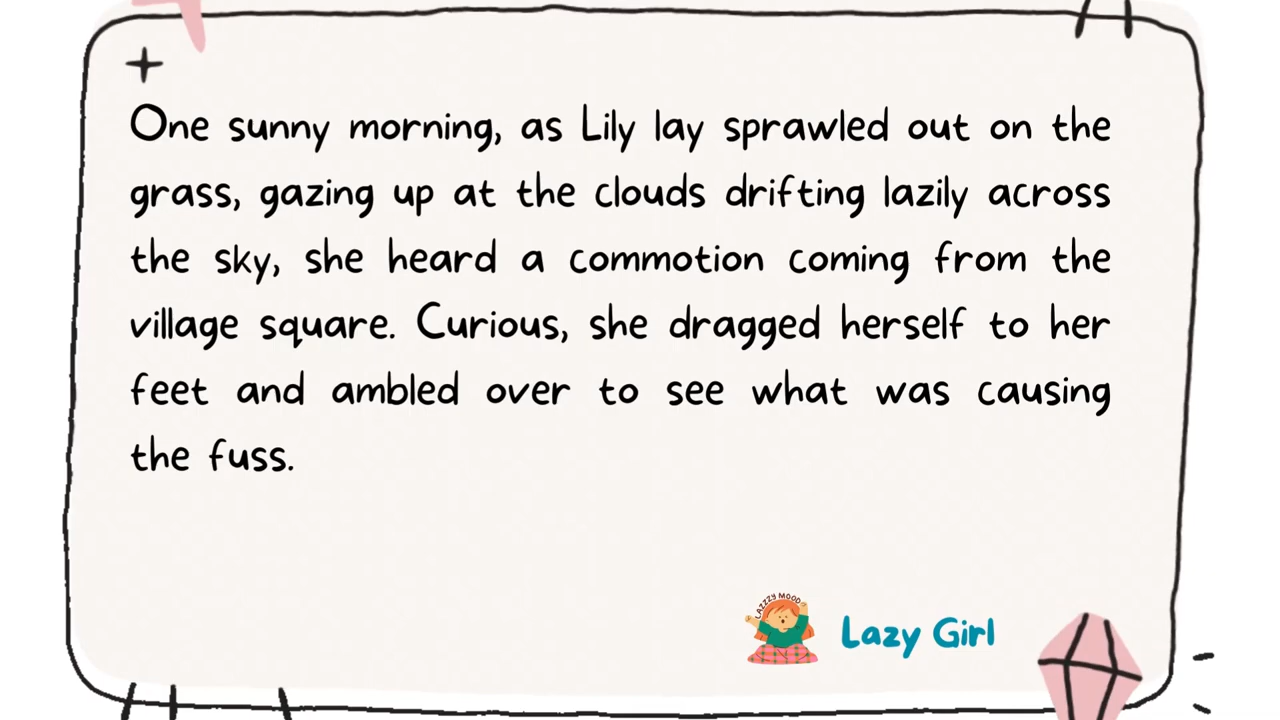 One sunny morning, as Lily lay sprawled out on the
grass, gazing up at the clouds drifting lazily across
the sky, she heard a commotion coming from the
village square. Curious, she dragged herself to her
feet and ambled over to see what was causing
the fuss.
LAZZZY MOOD
Lazy Girl